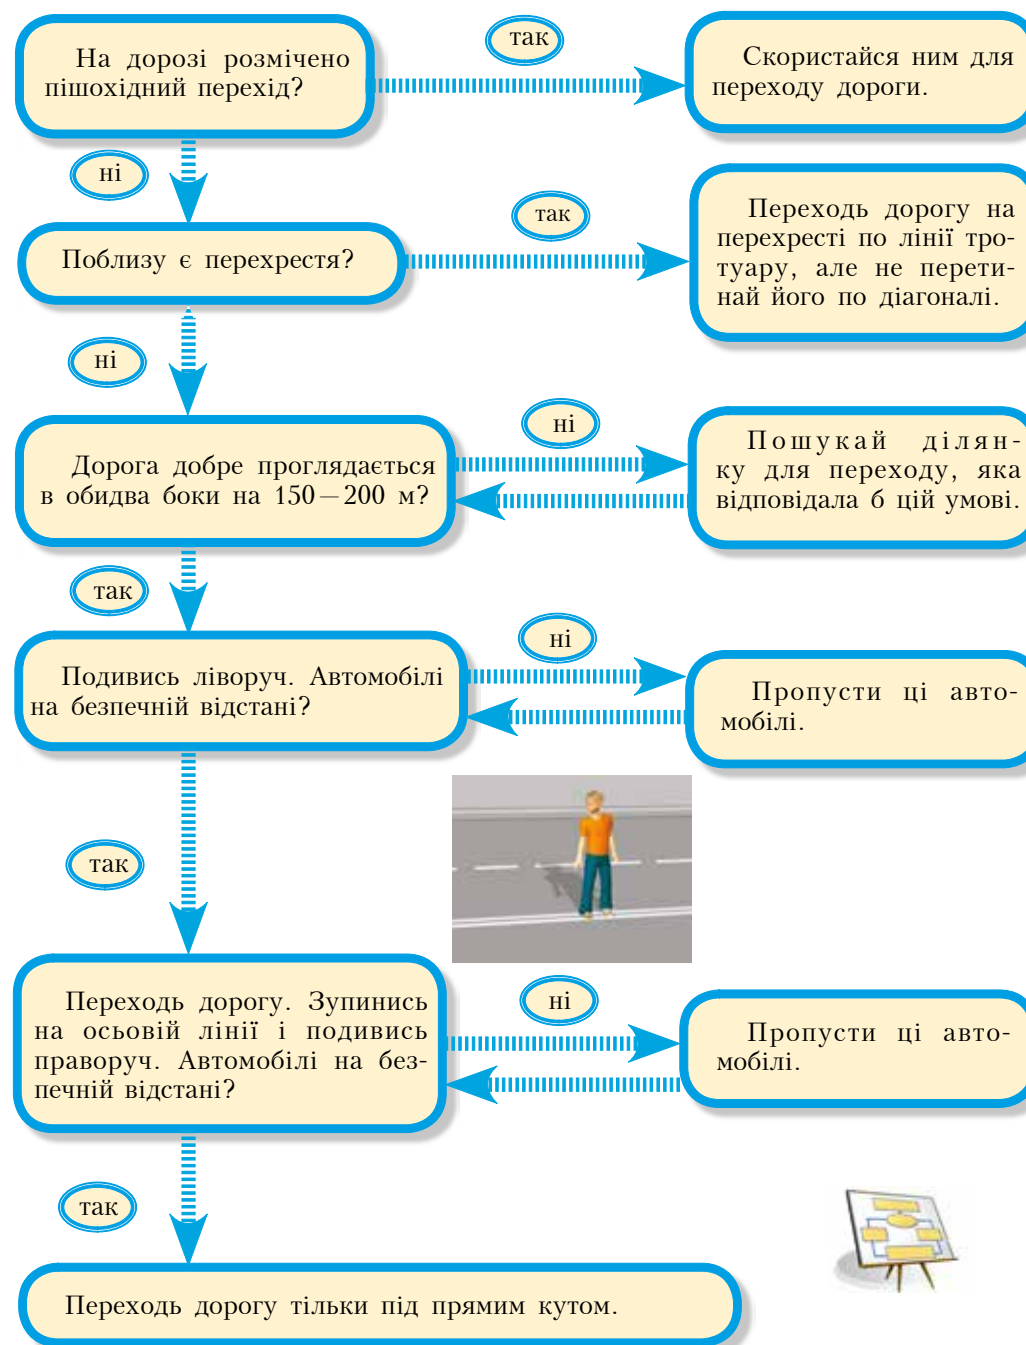 На дорозі розмічено
пішохідний перехід?
так
Скористайся ним для
переходу дороги.
ні
Поблизу є перехрестя?
так
Переходь дорогу на
перехресті по лінії тро-
туару, але не перети-
най його по діагоналі.
ні
Дорога добре проглядається
в обидва боки на 150—200 м?
ні
Пошукай ділян-
ку для переходу, яка
відповідала б цій умові.
так
Подивись ліворуч. Автомобілі
на безпечній відстані?
ні
Пропусти ці авто-
мобілі.
так
Переходь дорогу. Зупинись
на осьовій лінії і подивись
праворуч. Автомобілі на без-
печній відстані?
ні
Пропусти ці авто-
мобілі.
так
Переходь дорогу тільки під прямим кутом.